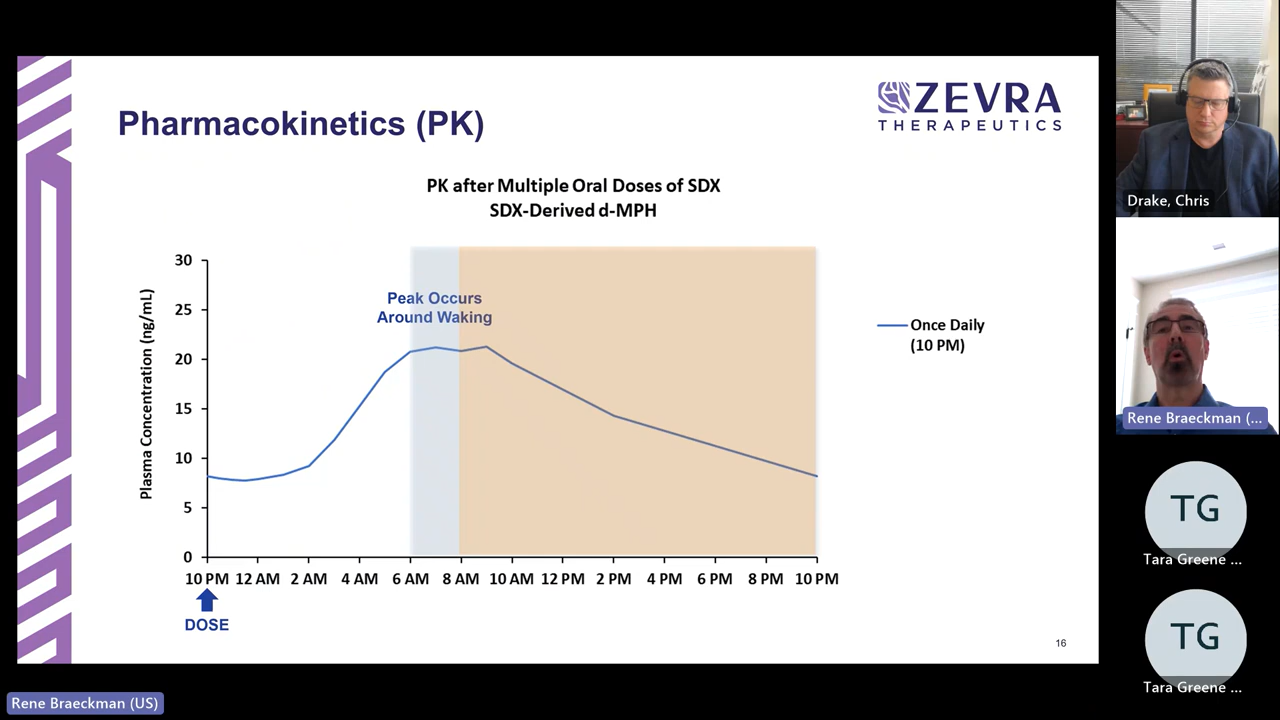 Pharmacokinetics (PK)
ZEVRA
THERAPEUTICS
PK after Multiple Oral Doses of SDX
SDX-Derived d-MPH
Plasma Concentration (ng/mL)
30
25
20
15
10
5
0
Peak Occurs
Around Waking
Once Daily
(10 PM)
10 PM 12 AM 2 AM 4 AM 6 AM 8 AM 10 AM 12 PM 2 PM 4 PM 6 PM 8 PM 10 PM
DOSE
16
Drake, Chris
Rene Braeckman (...
TG
Tara Greene ...
TG
Tara Greene ...
Rene Braeckman (US)